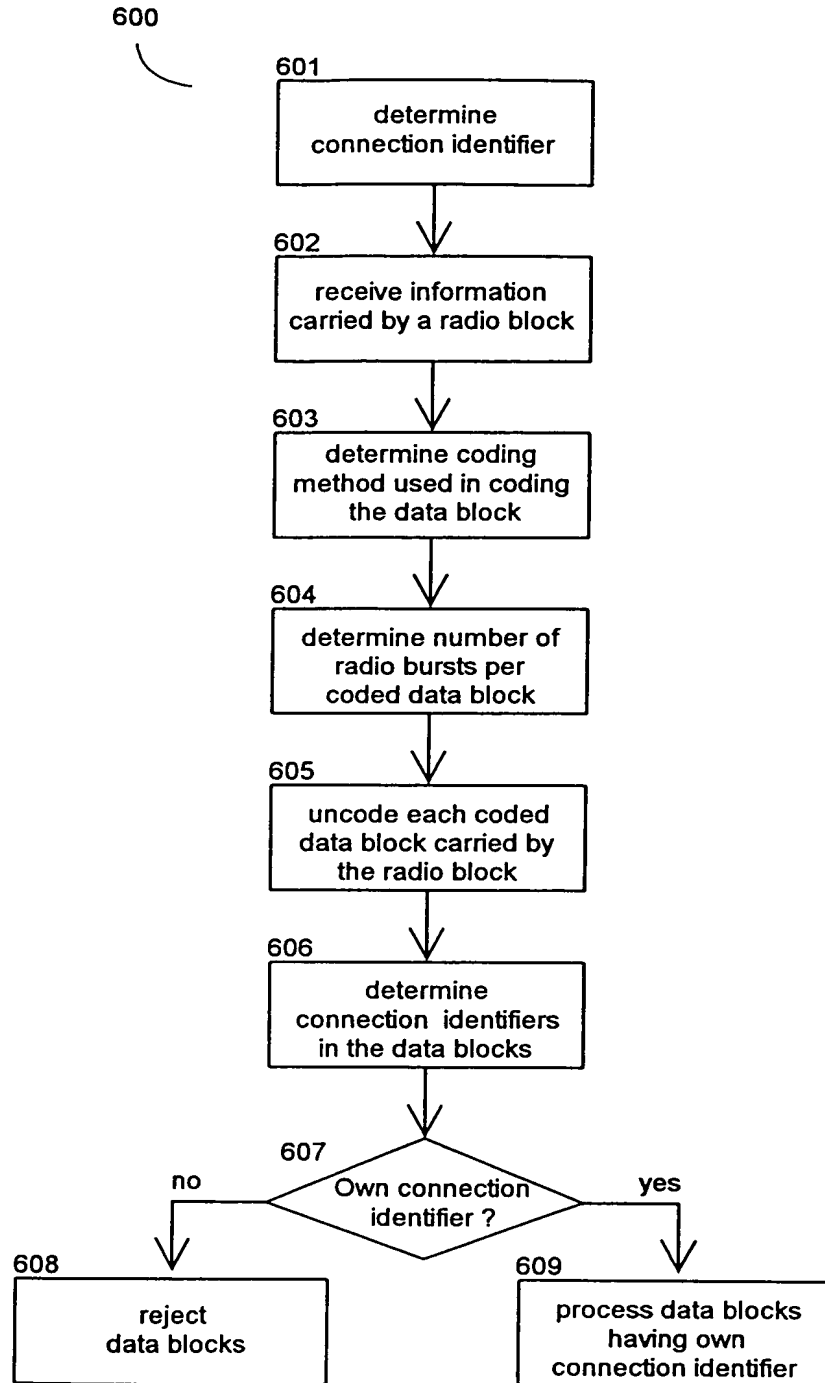 600
601
determine
connection identifier
602
receive information
carried by a radio block
603
determine coding
method used in coding
the data block
604
determine number of
radio bursts per
coded data block
605
uncode each coded
data block carried by
the radio block
606
determine
connection identifiers
in the data blocks
607
no
Own connection
identifier ?
yes
608
reject
data blocks
609
process data blocks
having own
connection identifier